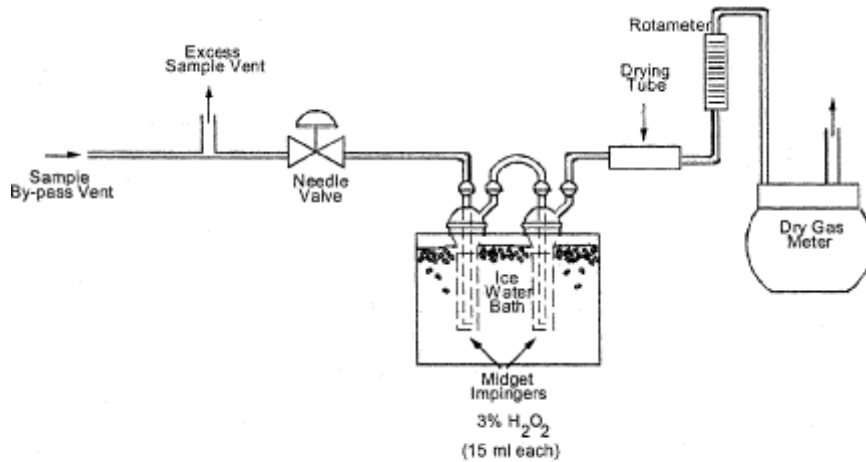 Rotameter
Excess
Sample Vent
Drying
Tube
Sample
By-pass Vent
Needle
Valve
Dry Gas
Meter
Ice
Water
Bath
Midget
Impingers
3% H₂O₂
(15 ml each)